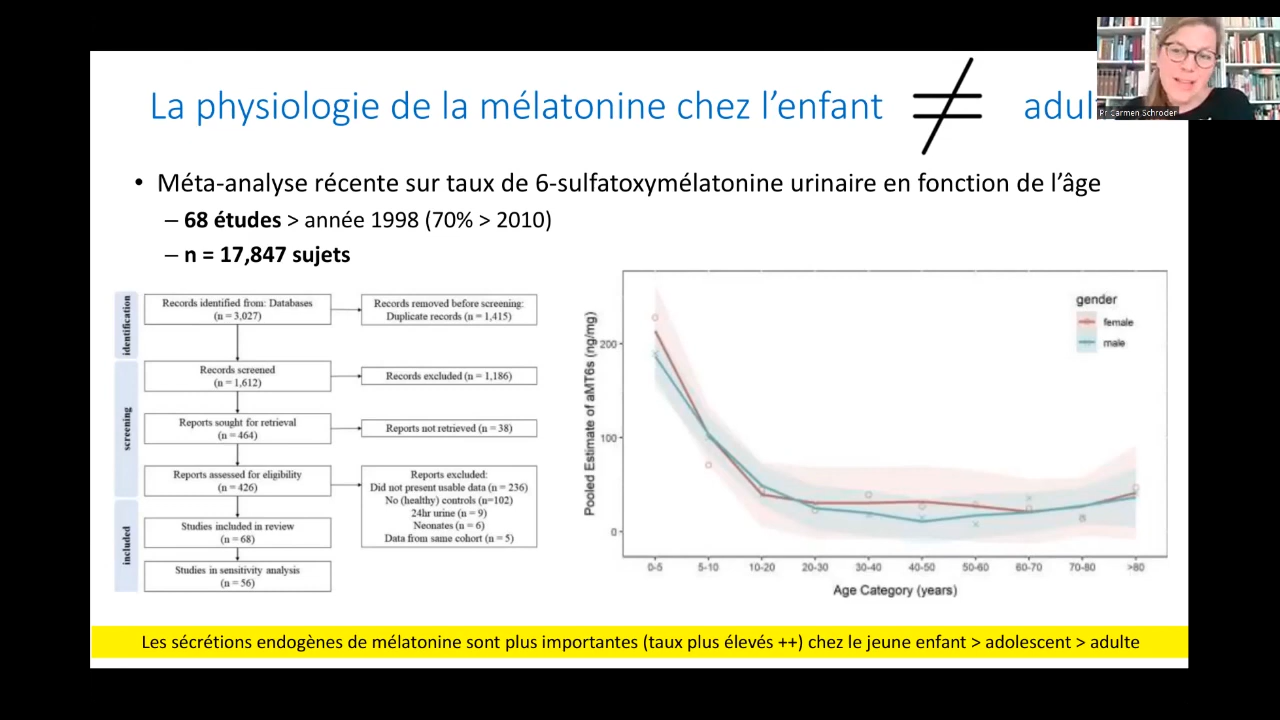 La physiologie de la mélatonine chez l'enfant ≠ adul
Pr Carmen Schroder
• Méta-analyse récente sur taux de 6-sulfatoxymélatonine urinaire en fonction de l'âge
– 68 études > année 1998 (70% > 2010)
– n = 17,847 sujets
identification
Records identified from: Databases
(n = 3,027)
Records removed before screening:
Duplicate records (n = 1,415)
screening
Records screened
(n = 1,612)
Records excluded (n = 1,186)
Reports sought for retrieval
(n = 464)
Reports not retrieved (n = 38)
Reports assessed for eligibility
(n = 426)
Reports excluded:
Did not present usable data (n = 236)
No (healthy) controls (n=102)
24hr urine (n = 9)
Neonates (n = 6)
Data from same cohort (n = 5)
included
Studies included in review
(n = 68)
Studies in sensitivity analysis
(n = 56)
Pooled Estimate of aMT6s (ng/mg)
200
100
0
gender
female
male
0-5 5-10 10-20 20-30 30-40 40-50 50-60 60-70 70-80 >80
Age Category (years)
Les sécrétions endogènes de mélatonine sont plus importantes (taux plus élevés ++) chez le jeune enfant > adolescent > adulte